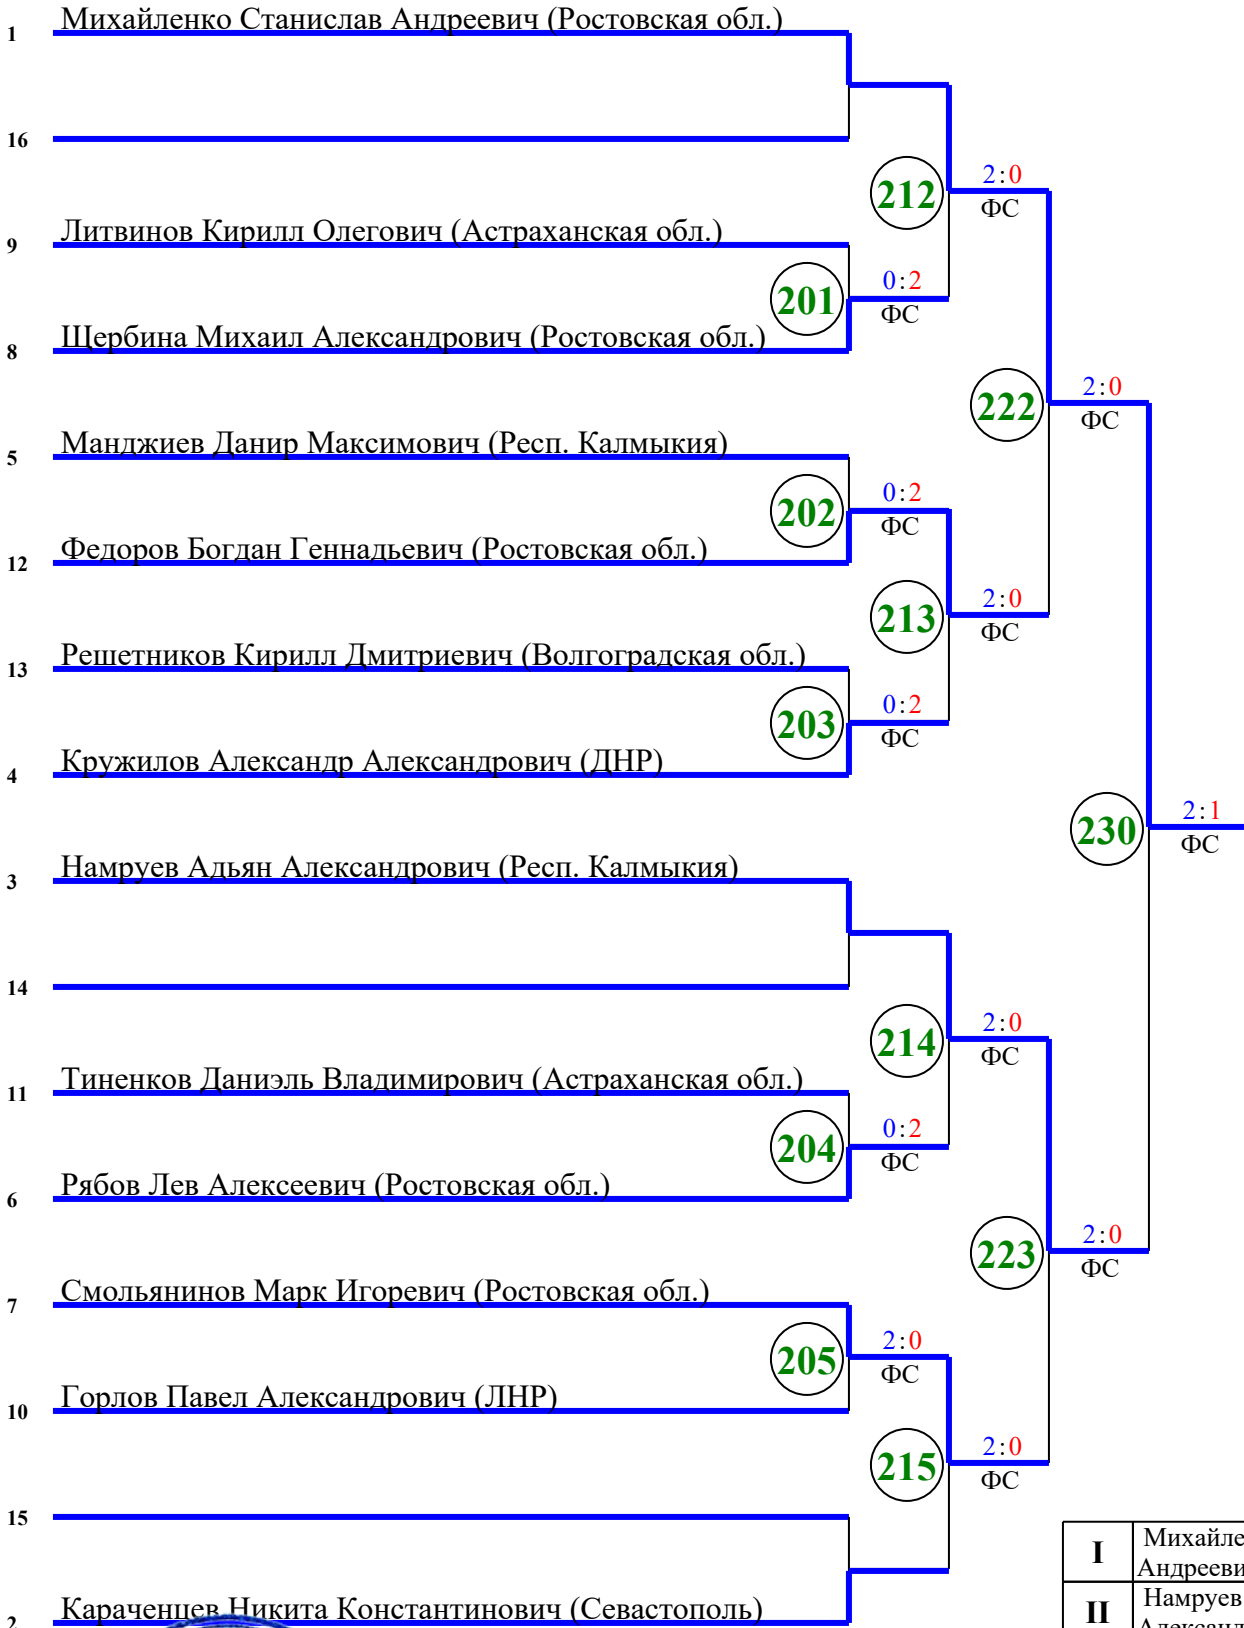 1 Михайленко Станислав Андреевич (Ростовская обл.)
16
212 2:0
ФС
9 Литвинов Кирилл Олегович (Астраханская обл.)
201 0:2
ФС
8 Щербина Михаил Александрович (Ростовская обл.)
222 2:0
ФС
5 Манджиев Данир Максимович (Респ. Калмыкия)
202 0:2
ФС
12 Федоров Богдан Геннадьевич (Ростовская обл.)
213 2:0
ФС
13 Решетников Кирилл Дмитриевич (Волгоградская обл.)
203 0:2
ФС
4 Кружилов Александр Александрович (ДНР)
230 2:1
ФС
3 Намруев Адьян Александрович (Респ. Калмыкия)
14
214 2:0
ФС
11 Тиненков Даниэль Владимирович (Астраханская обл.)
204 0:2
ФС
6 Рябов Лев Алексеевич (Ростовская обл.)
223 2:0
ФС
7 Смольянинов Марк Игоревич (Ростовская обл.)
205 2:0
ФС
10 Горлов Павел Александрович (ЛНР)
215 2:0
ФС
15
2 Караченцев Никита Константинович (Севастополь)
I Михайле
Андрееви
II Намруев
Александ